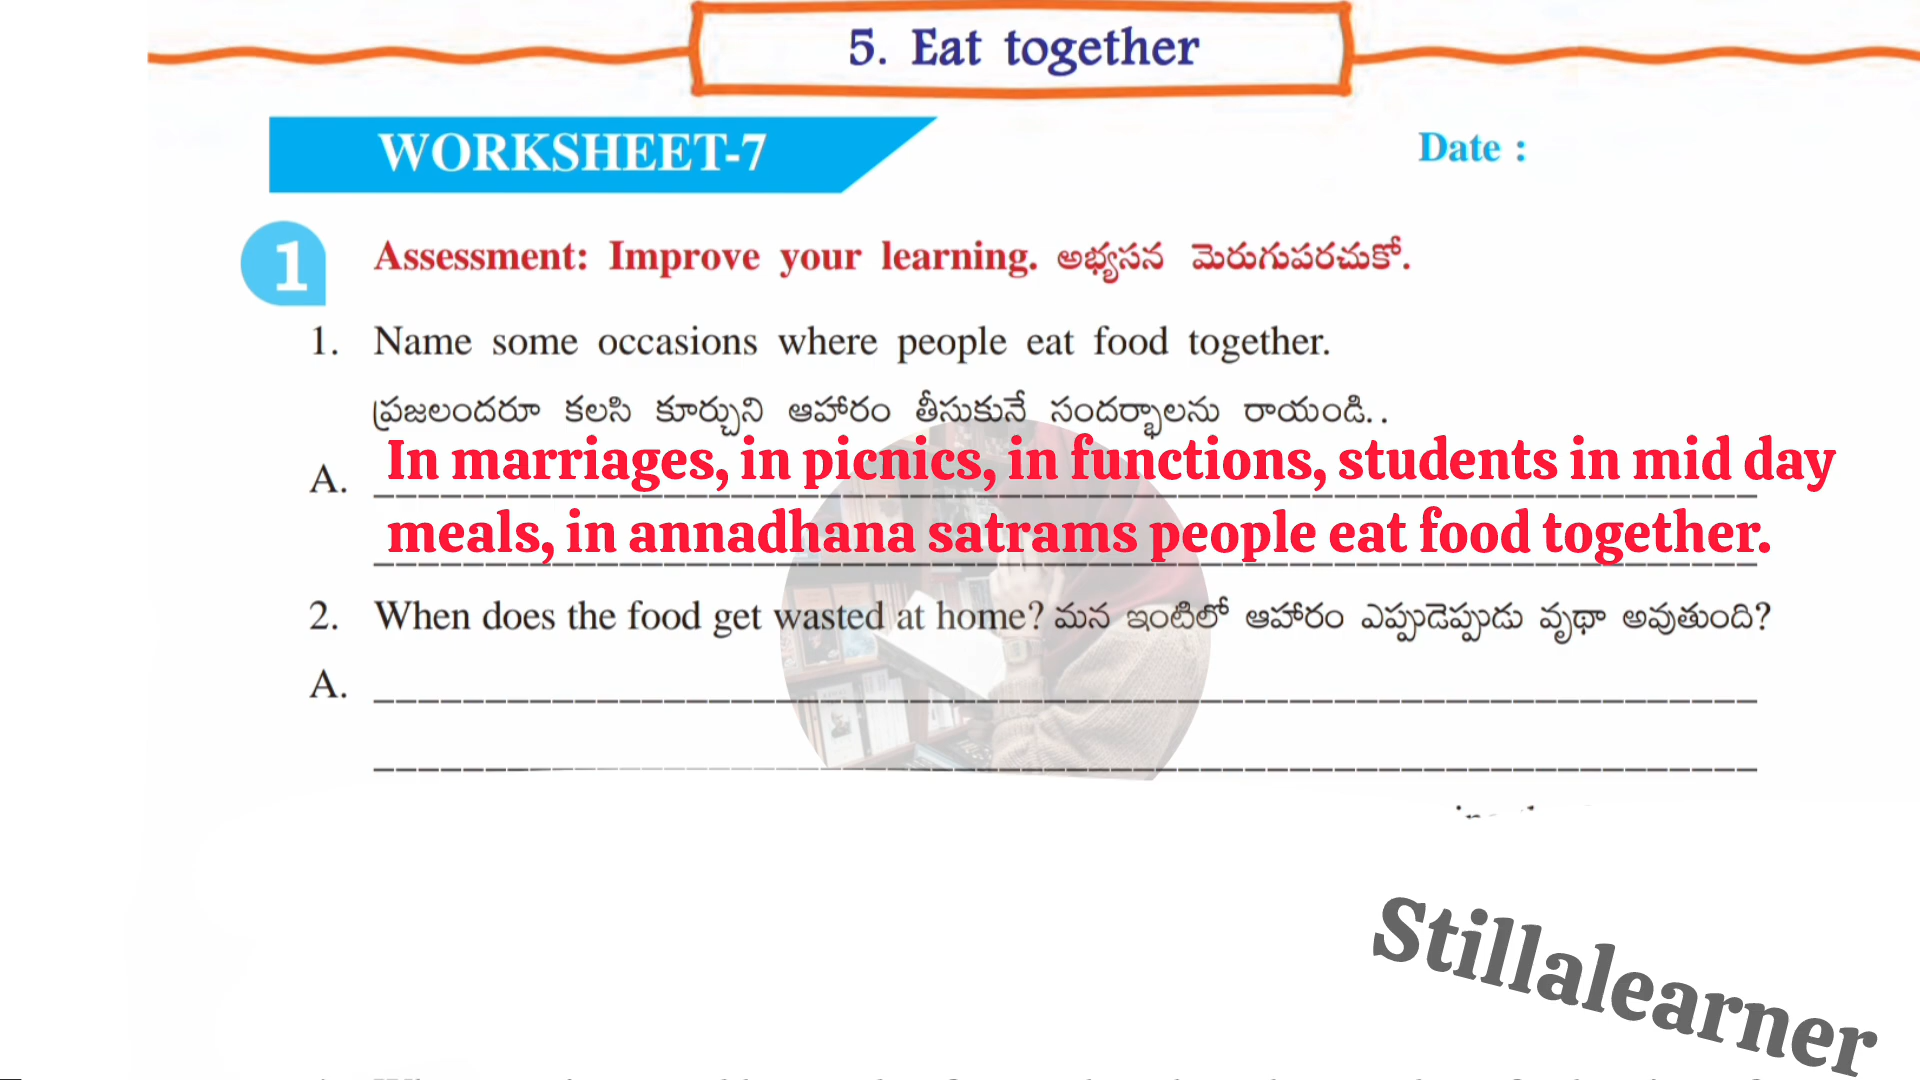 5. Eat together
WORKSHEET-7
Date :
1
Assessment: Improve your learning. అభ్యసన మెరుగుపరచుకో.
1. Name some occasions where people eat food together.
ప్రజలందరూ కలసి కూర్చుని ఆహారం తీసుకునే సందర్భాలను రాయండి..
A. In marriages, in picnics, in functions, students in mid day
meals, in annadhana satrams people eat food together.
2. When does the food get wasted at home? మన ఇంటిలో ఆహారం ఎప్పుడెప్పుడు వృథా అవుతుంది?
A.
Stillalearner